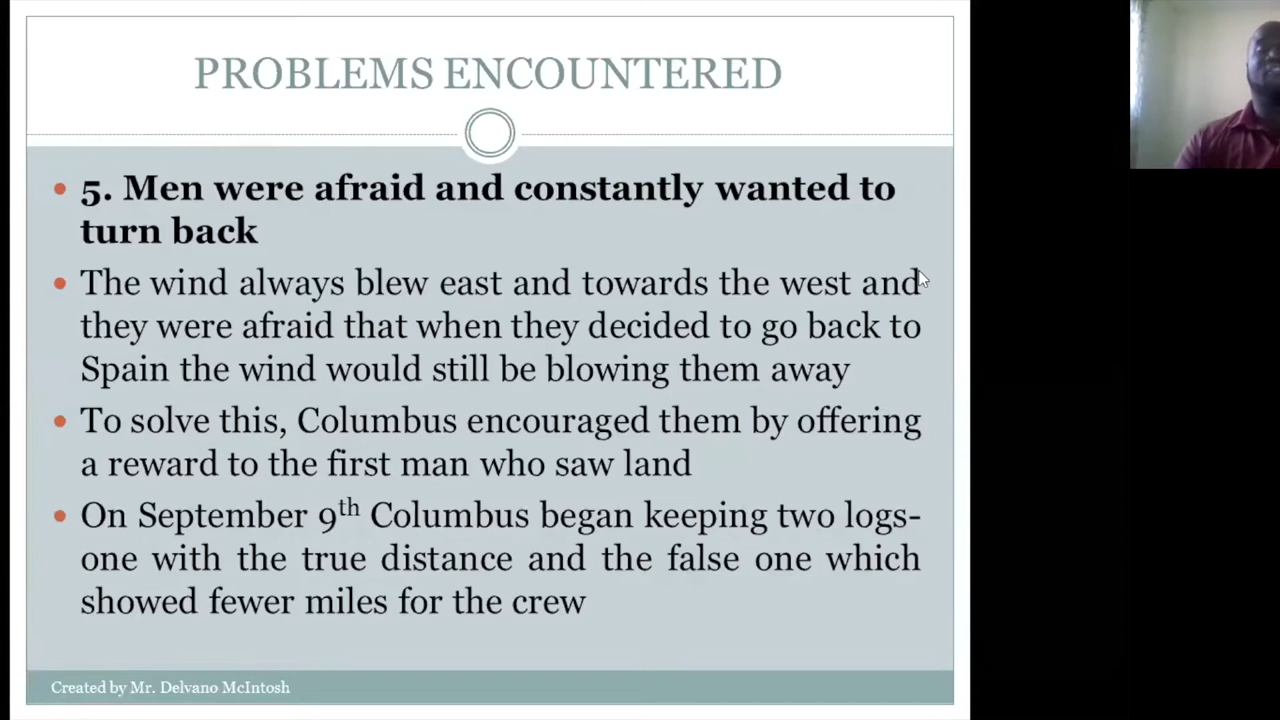 PROBLEMS ENCOUNTERED
• 5. Men were afraid and constantly wanted to
turn back
• The wind always blew east and towards the west and
they were afraid that when they decided to go back to
Spain the wind would still be blowing them away
• To solve this, Columbus encouraged them by offering
a reward to the first man who saw land
• On September 9th Columbus began keeping two logs-
one with the true distance and the false one which
showed fewer miles for the crew
Created by Mr. Delvano McIntosh